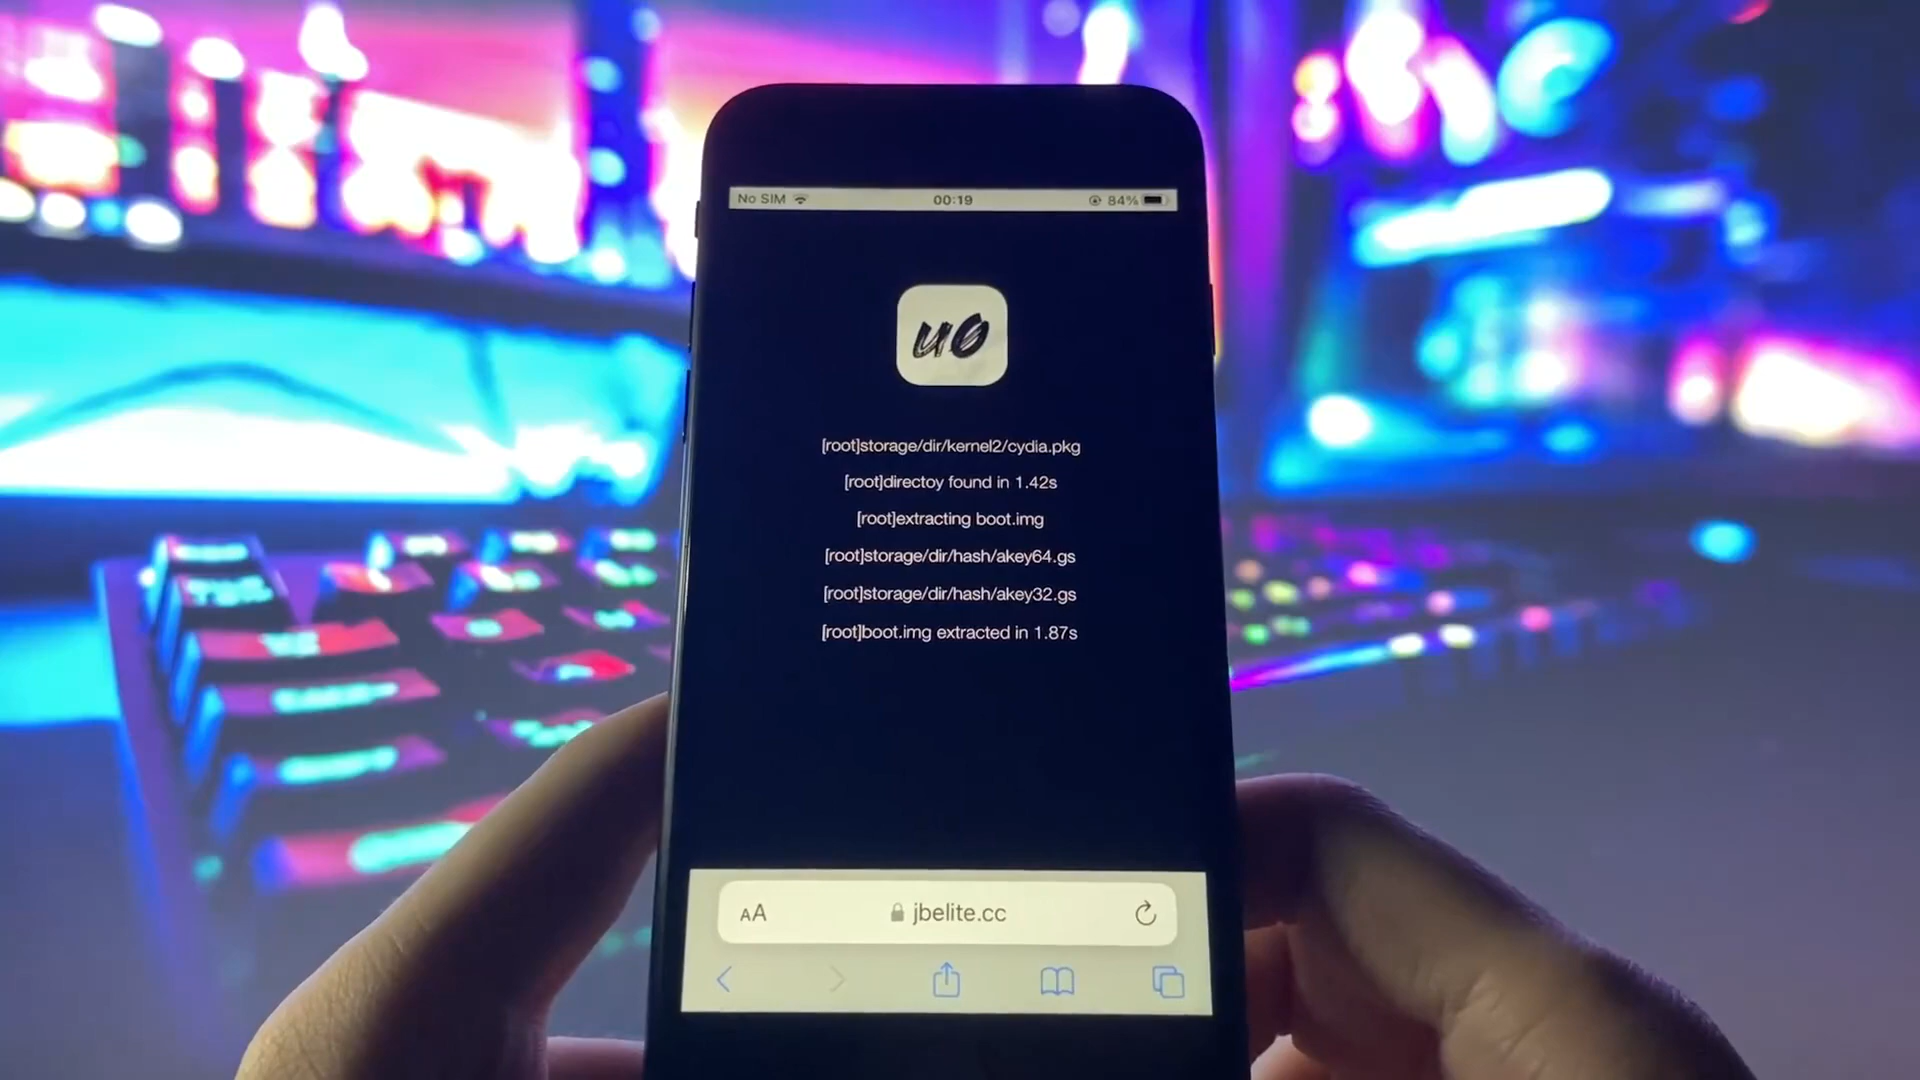 No SIM 00:19 84%
u0
[root]storage/dir/kernel2/cydia.pkg
[root]directoy found in 1.42s
[root]extracting boot.img
[root]storage/dir/hash/akey64.gs
[root]storage/dir/hash/akey32.gs
[root]boot.img extracted in 1.87s
AA jbelite.cc